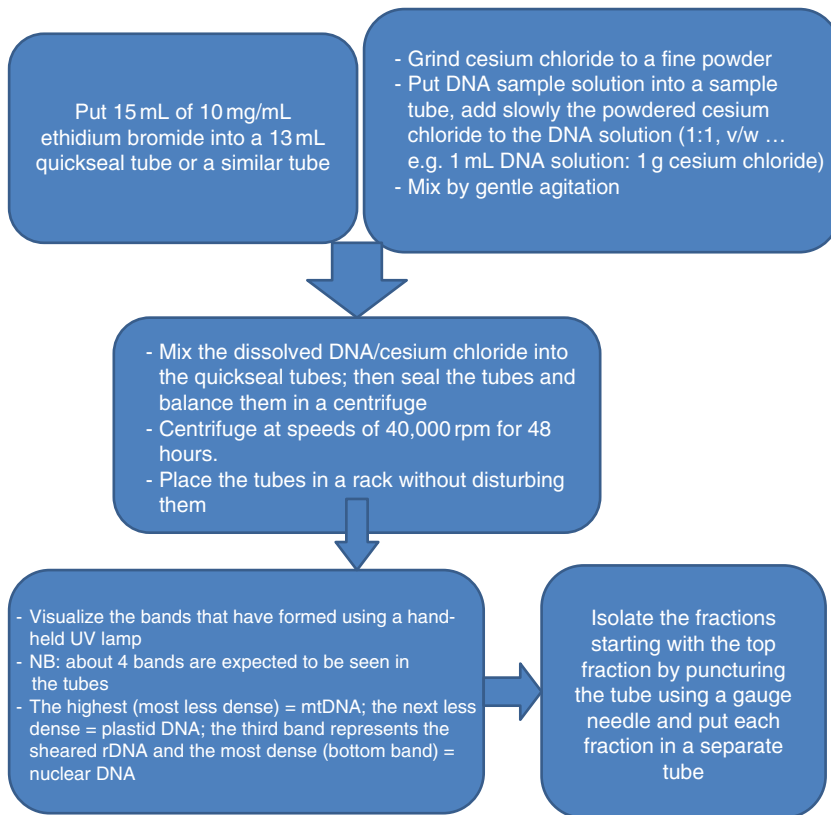 Put 15 mL of 10 mg/mL
ethidium bromide into a 13 mL
quickseal tube or a similar tube
- Grind cesium chloride to a fine powder
- Put DNA sample solution into a sample
tube, add slowly the powdered cesium
chloride to the DNA solution (1:1, v/w ...
e.g. 1 mL DNA solution: 1 g cesium chloride)
- Mix by gentle agitation
- Mix the dissolved DNA/cesium chloride into
the quickseal tubes; then seal the tubes and
balance them in a centrifuge
- Centrifuge at speeds of 40,000 rpm for 48
hours.
- Place the tubes in a rack without disturbing
them
- Visualize the bands that have formed using a hand-
held UV lamp
- NB: about 4 bands are expected to be seen in
the tubes
- The highest (most less dense) = mtDNA; the next less
dense = plastid DNA; the third band represents the
sheared rDNA and the most dense (bottom band) =
nuclear DNA
Isolate the fractions
starting with the top
fraction by puncturing
the tube using a gauge
needle and put each
fraction in a separate
tube